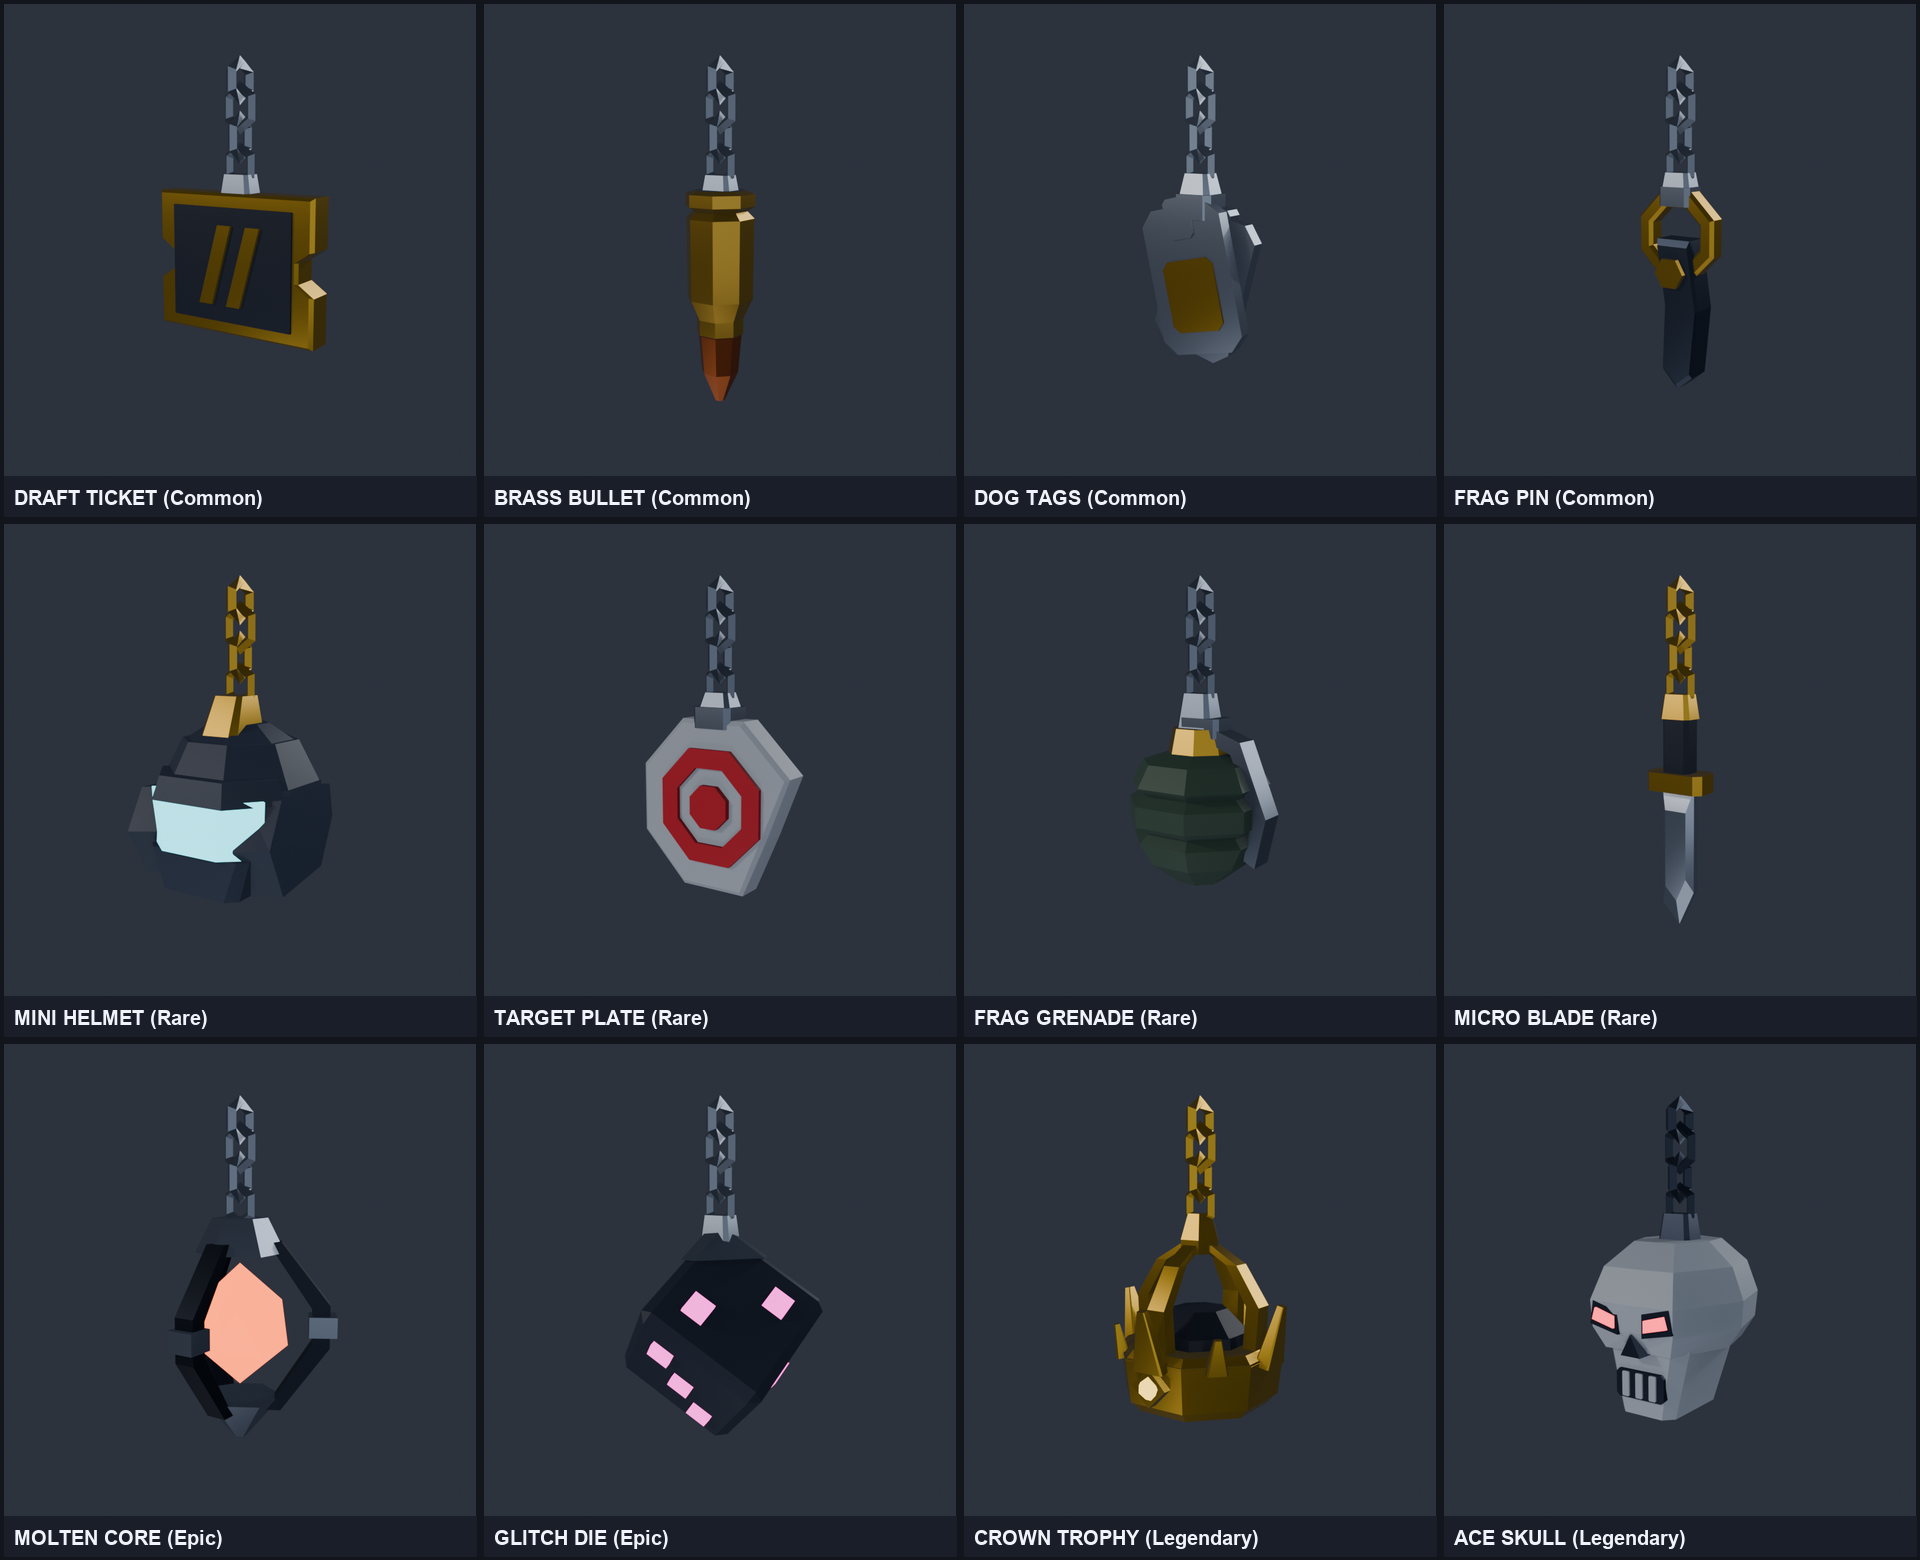 DRAFT TICKET (Common)
BRASS BULLET (Common)
DOG TAGS (Common)
FRAG PIN (Common)
MINI HELMET (Rare)
TARGET PLATE (Rare)
FRAG GRENADE (Rare)
MICRO BLADE (Rare)
MOLTEN CORE (Epic)
GLITCH DIE (Epic)
CROWN TROPHY (Legendary)
ACE SKULL (Legendary)